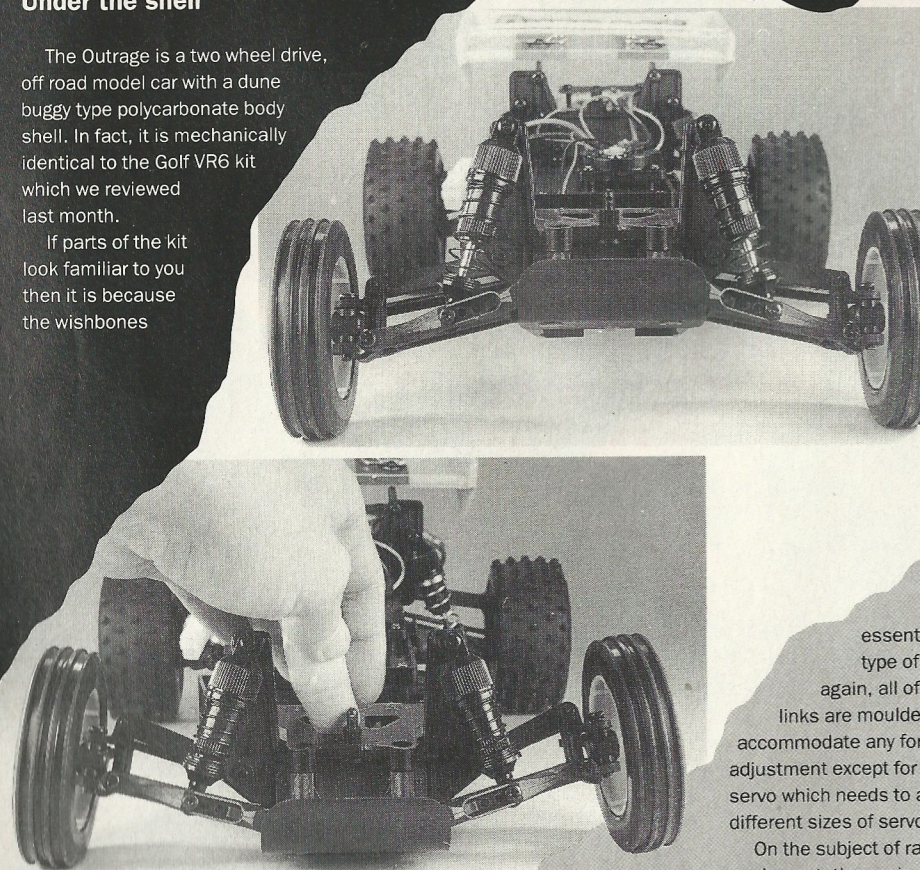 Under the shell
The Outrage is a two wheel drive,
off road model car with a dune
buggy type polycarbonate body
shell. In fact, it is mechanically
identical to the Golf VR6 kit
which we reviewed
last month.
If parts of the kit
look familiar to you
then it is because
the wishbones
essent
type of
again, all of
links are moulde
accommodate any for
adjustment except for
servo which needs to a
different sizes of servo
On the subject of ra